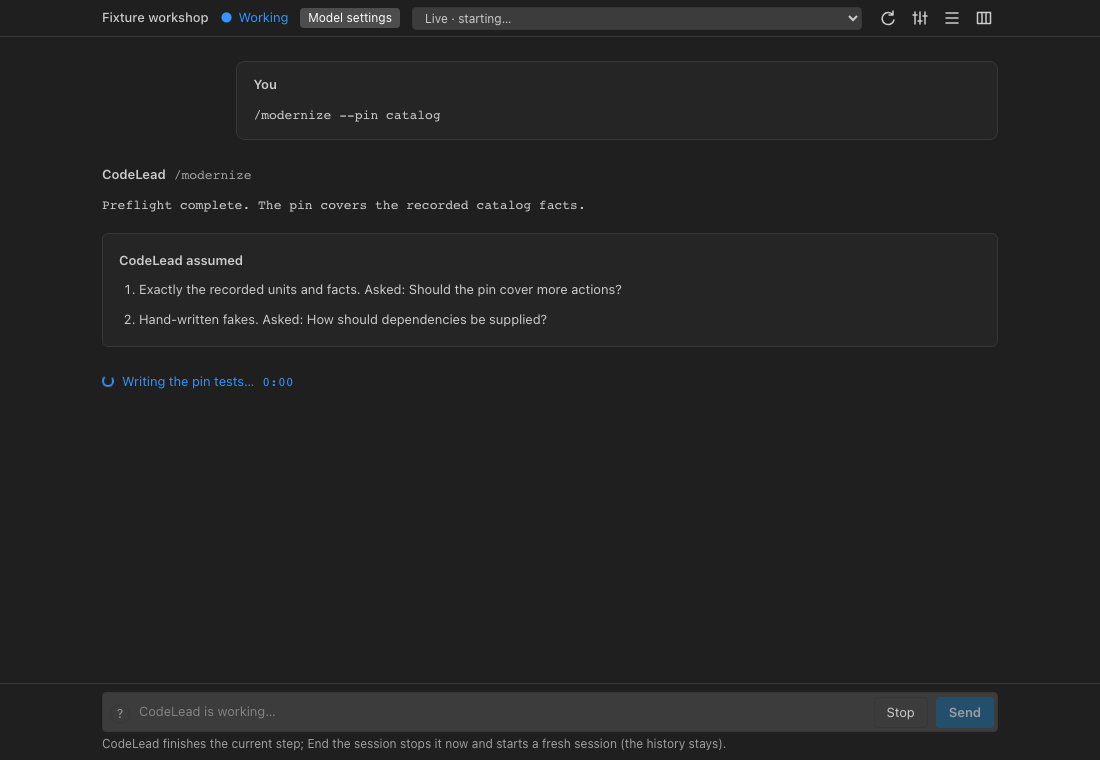 Fixture workshop Working Model settings Live · starting...
You
/modernize --pin catalog
CodeLead /modernize
Preflight complete. The pin covers the recorded catalog facts.
CodeLead assumed
1. Exactly the recorded units and facts. Asked: Should the pin cover more actions?
2. Hand-written fakes. Asked: How should dependencies be supplied?
Writing the pin tests... 0:00
? CodeLead is working... Stop Send
CodeLead finishes the current step; End the session stops it now and starts a fresh session (the history stays).